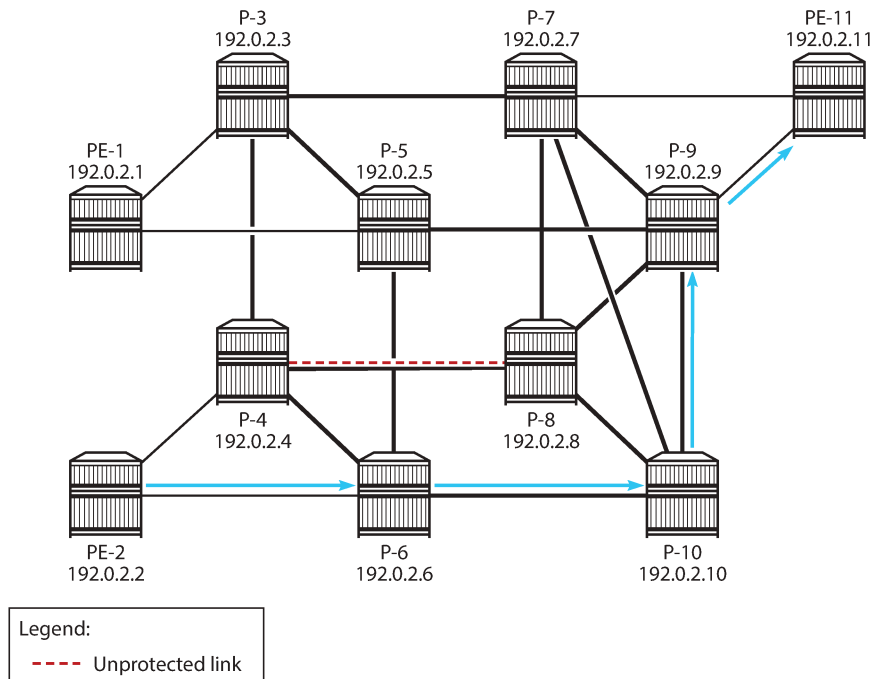 P-3
192.0.2.3
P-7
192.0.2.7
PE-11
192.0.2.11
PE-1
192.0.2.1
P-5
192.0.2.5
P-9
192.0.2.9
P-4
192.0.2.4
P-8
192.0.2.8
PE-2
192.0.2.2
P-6
192.0.2.6
P-10
192.0.2.10
Legend:
Unprotected link